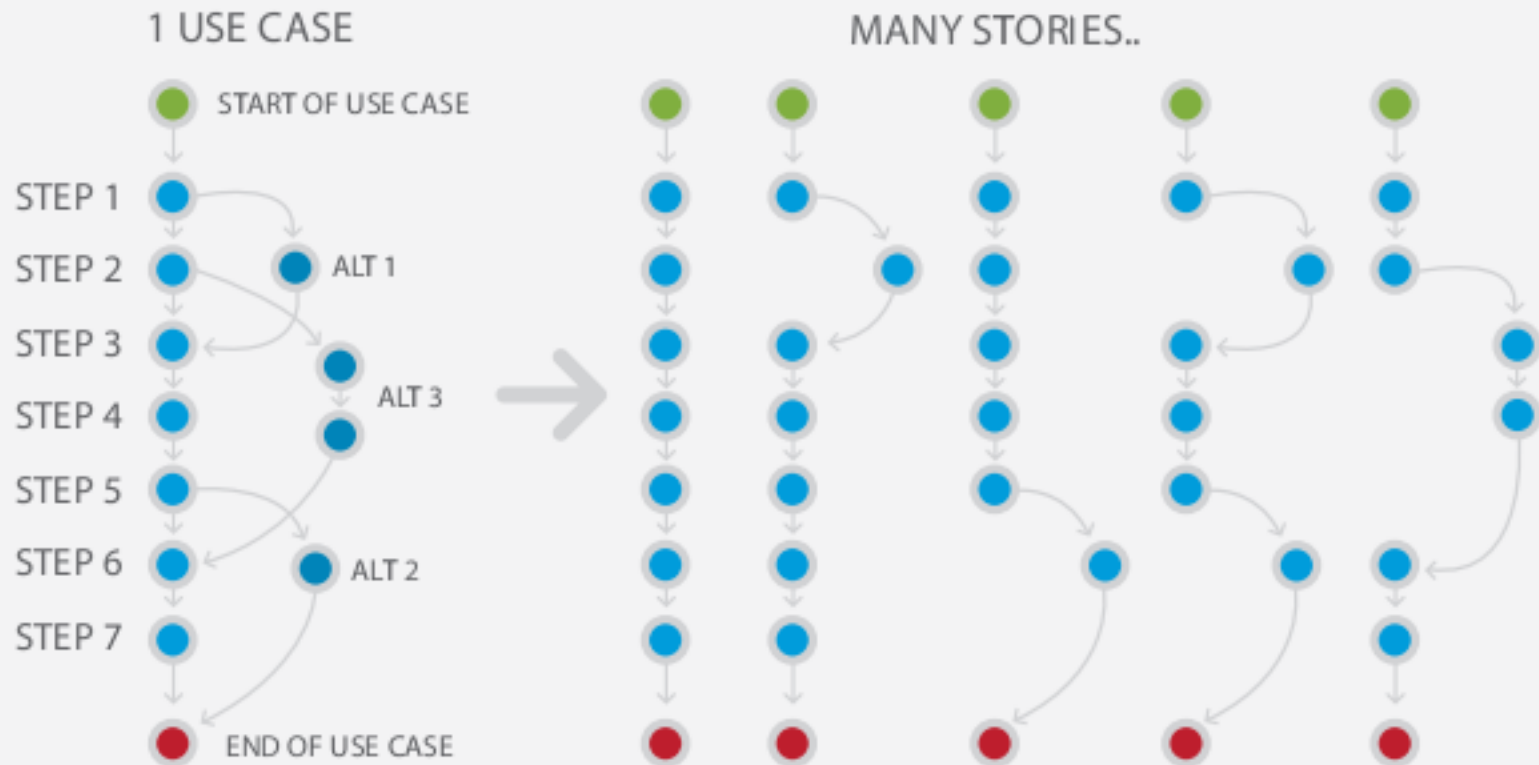 1 USE CASE
MANY STORIES..
START OF USE CASE
STEP 1
STEP 2
ALT 1
STEP 3
ALT 3
STEP 4
STEP 5
STEP 6
ALT 2
STEP 7
END OF USE CASE